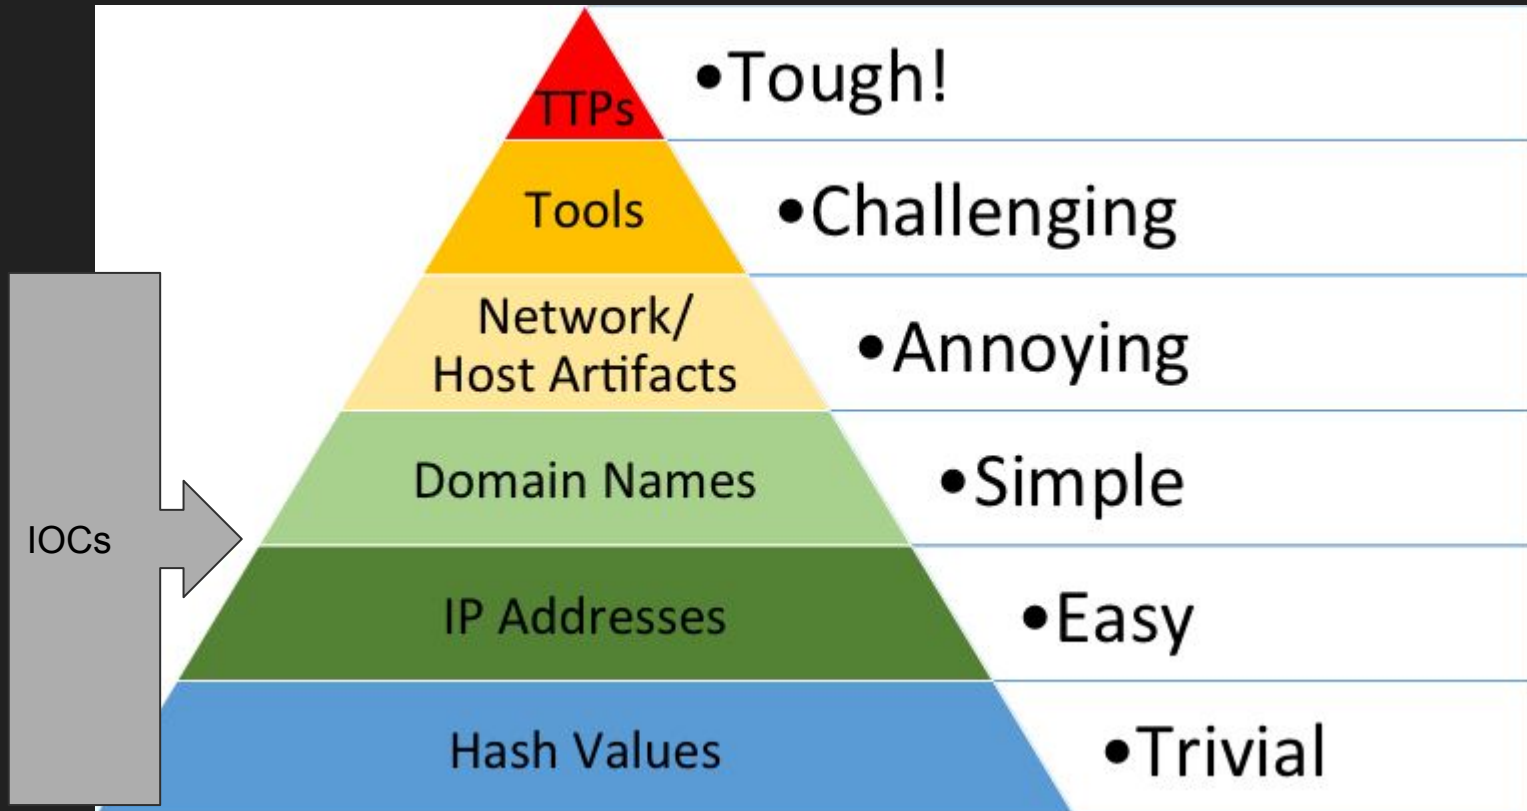 TTPs
•Tough!
Tools
•Challenging
Network/
Host Artifacts
•Annoying
Domain Names
•Simple
IOCs
IP Addresses
•Easy
Hash Values
•Trivial